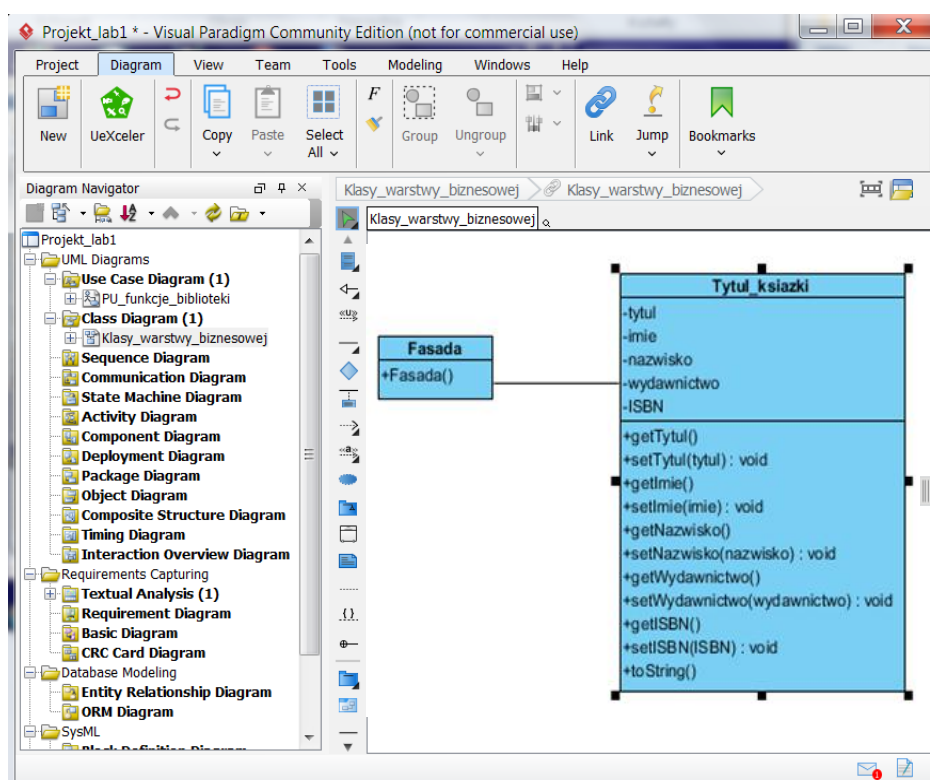 Projekt_lab1 * - Visual Paradigm Community Edition (not for commercial use)
Project Diagram View Team Tools Modeling Windows Help
New UeXceler Copy Paste Select All Group Ungroup Link Jump Bookmarks
F
Diagram Navigator
Klasy_warstwy_biznesowej Klasy_warstwy_biznesowej
Klasy_warstwy_biznesowej
Projekt_lab1
UML Diagrams
Use Case Diagram (1)
PU_funkcje_biblioteki
Class Diagram (1)
Klasy_warstwy_biznesowej
Sequence Diagram
Communication Diagram
State Machine Diagram
Activity Diagram
Component Diagram
Deployment Diagram
Package Diagram
Object Diagram
Composite Structure Diagram
Timing Diagram
Interaction Overview Diagram
Requirements Capturing
Textual Analysis (1)
Requirement Diagram
Basic Diagram
CRC Card Diagram
Database Modeling
Entity Relationship Diagram
ORM Diagram
SysML
Block Definition Diagram
«u»
«a»
{.}
Fasada
+Fasada()
Tytul_ksiazki
-tytul
-imie
-nazwisko
-wydawnictwo
-ISBN
+getTytul()
+setTytul(tytul) : void
+getImie()
+setImie(imie) : void
+getNazwisko()
+setNazwisko(nazwisko) : void
+getWydawnictwo()
+setWydawnictwo(wydawnictwo) : void
+getISBN()
+setISBN(ISBN) : void
+toString()